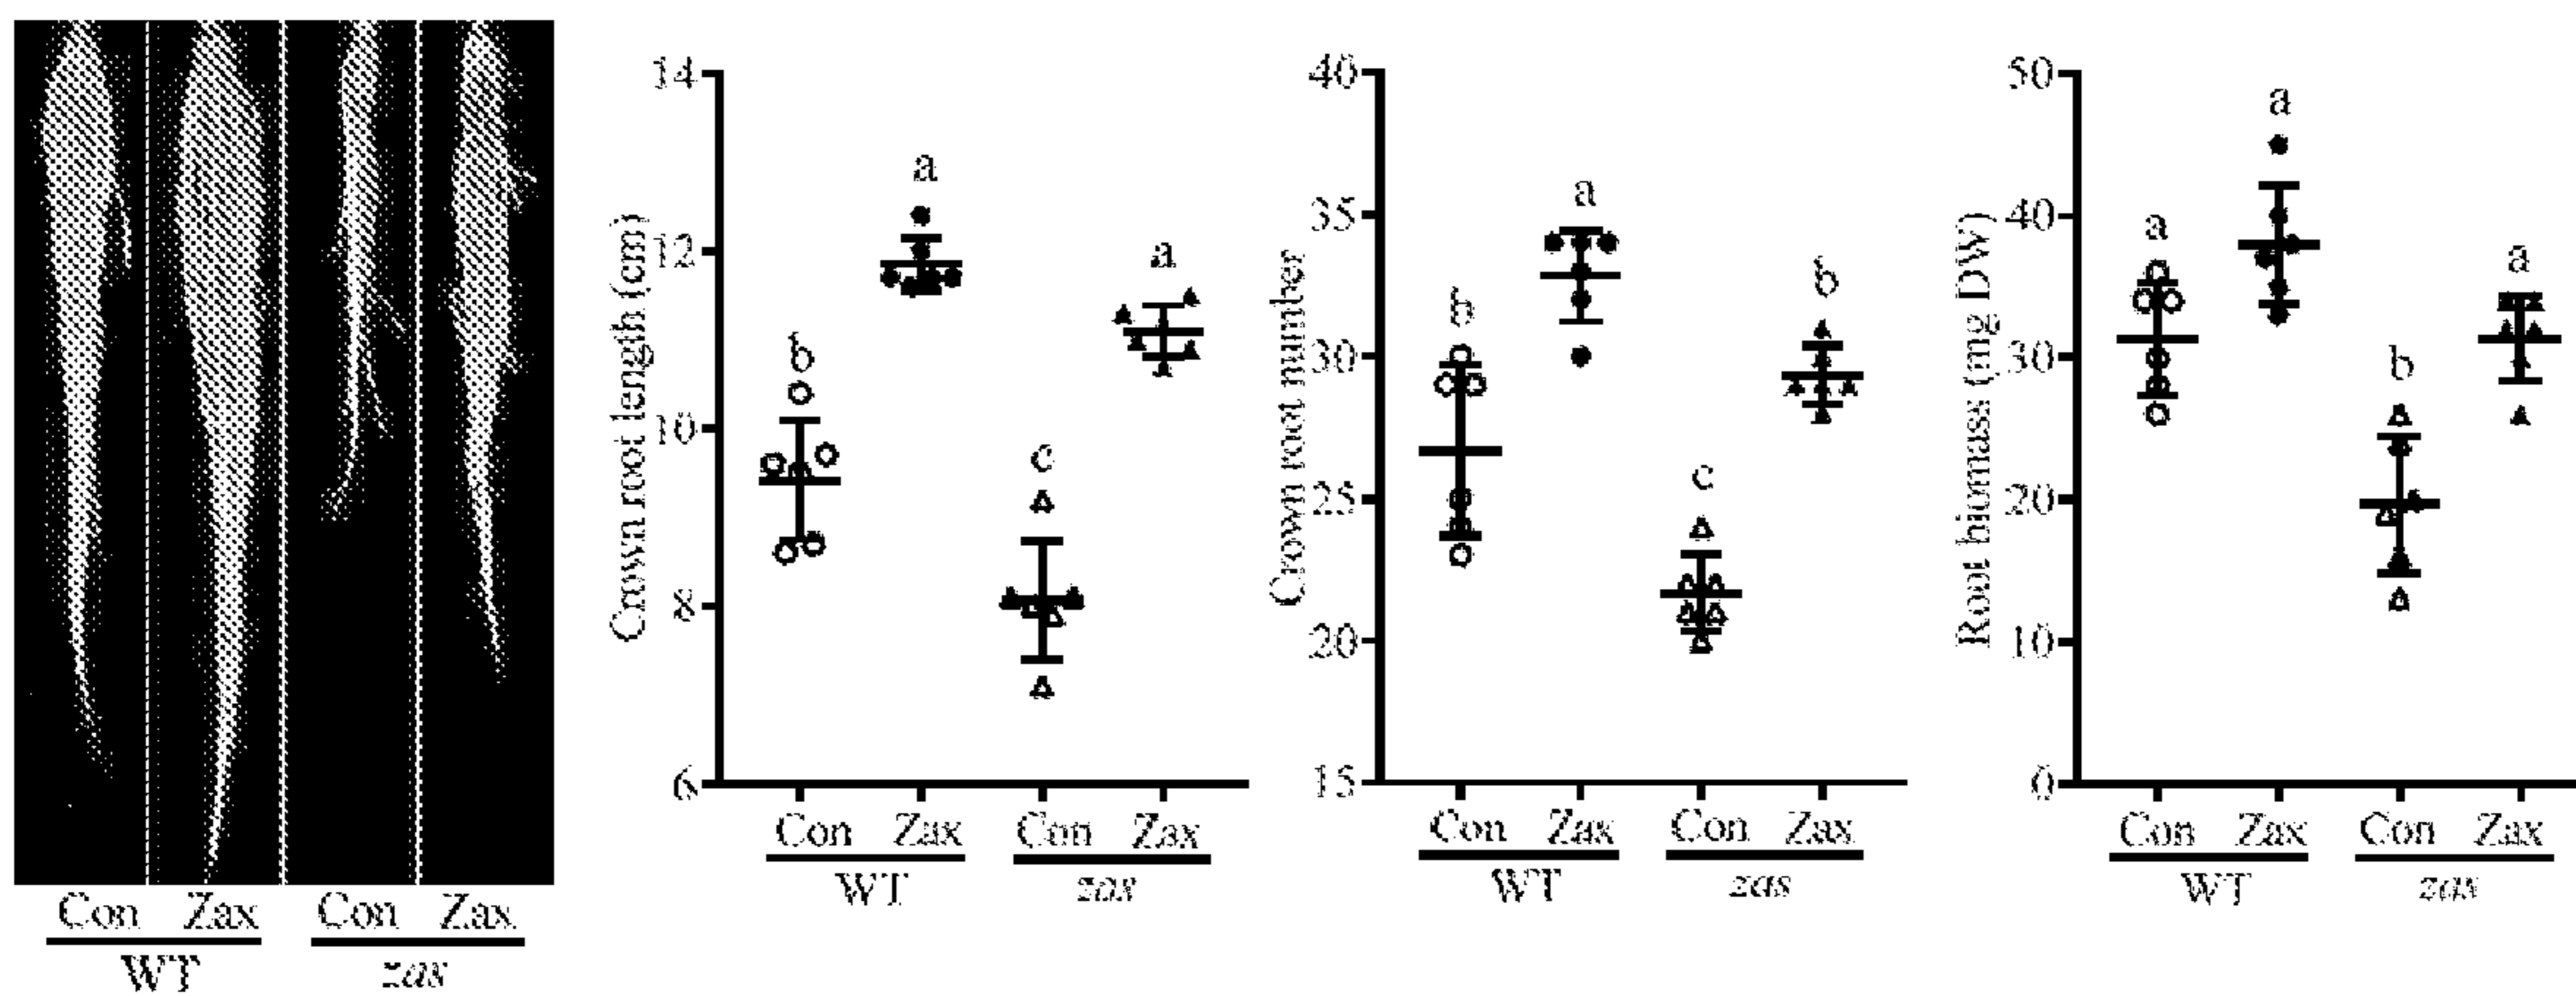 Con Zax Con Zax
WT zas
Crown root length (cm)
14
12
10
8
6
b
a
c
a
Con Zax Con Zax
WT zas
Crown root number
40
35
30
25
20
15
b
a
c
b
Con Zax Con Zax
WT zas
Root biomass (mg DW)
50
40
30
20
10
0
a
a
b
a
Con Zax Con Zax
WT zas